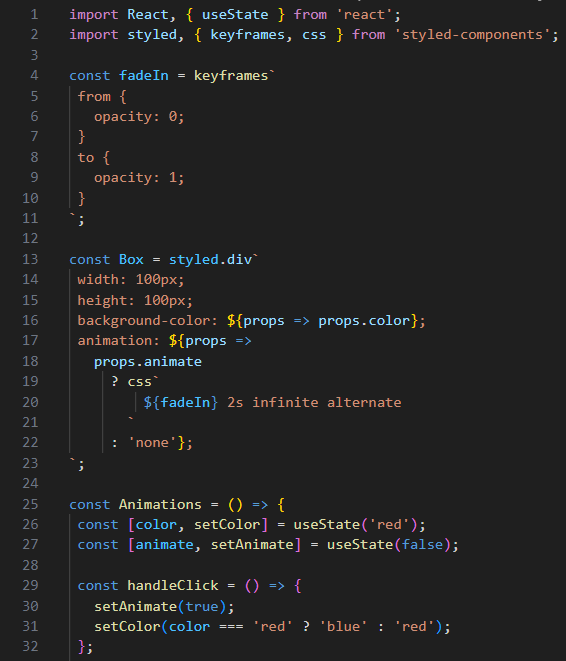 1 import React, { useState } from 'react';
2 import styled, { keyframes, css } from 'styled-components';
3
4 const fadeIn = keyframes`
5 from {
6 opacity: 0;
7 }
8 to {
9 opacity: 1;
10 }
11 `;
12
13 const Box = styled.div`
14 width: 100px;
15 height: 100px;
16 background-color: ${props => props.color};
17 animation: ${props =>
18 props.animate
19 ? css`
20 ${fadeIn} 2s infinite alternate
21 `
22 : 'none'};
23 `;
24
25 const Animations = () => {
26 const [color, setColor] = useState('red');
27 const [animate, setAnimate] = useState(false);
28
29 const handleClick = () => {
30 setAnimate(true);
31 setColor(color === 'red' ? 'blue' : 'red');
32 };